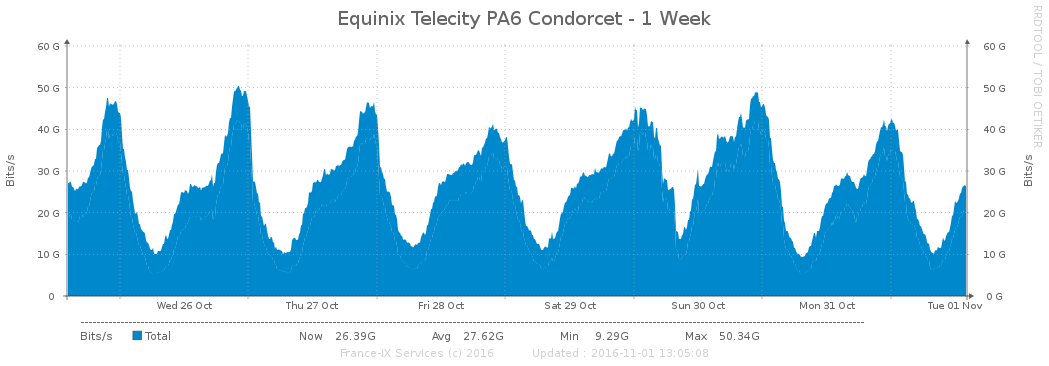 Equinix Telecity PA6 Condorcet - 1 Week
RRDTOOL / TOBI OETIKER
60 G 60 G
50 G 50 G
40 G 40 G
30 G 30 G
20 G 20 G
10 G 10 G
0 0 G
Bits/s
Bits/s
Wed 26 Oct Thu 27 Oct Fri 28 Oct Sat 29 Oct Sun 30 Oct Mon 31 Oct Tue 01 Nov
Bits/s Total Now 26.39G Avg 27.62G Min 9.29G Max 50.34G
France-IX Services (c) 2016 Updated : 2016-11-01 13:05:08